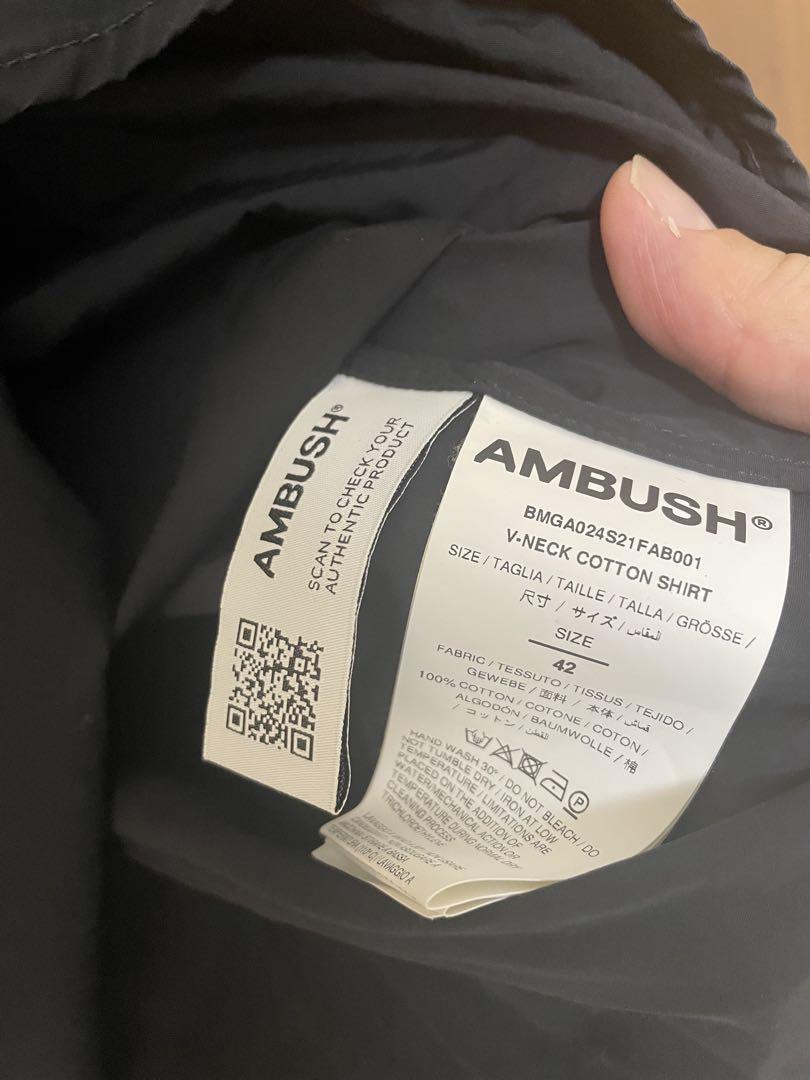 AMBUSH®
SCAN TO CHECK YOUR
AUTHENTIC PRODUCT
AMBUSH®
BMGA024S21FAB001
V-NECK COTTON SHIRT
SIZE / TAGLIA / TAILLE / TALLA / GRÖSSE /
尺寸 / サイズ / المقاس
SIZE
42
FABRIC / TESSUTO / TISSUS / TEJIDO /
GEWEBE / 面料 / 本体 / قماش
100% COTTON / COTONE / COTON /
ALGODÓN / BAUMWOLLE / 棉
/ コットン / القطن
P
HAND WASH 30° / DO NOT BLEACH / DO
NOT TUMBLE DRY / IRON AT LOW
TEMPERATURE / LIMITATIONS ARE
PLACED ON THE ADDITION OF
WATER/MECHANICAL ACTION OR
TEMPERATURE DURING NORMAL DRY
CLEANING PROCESS
LAVAGGIO A